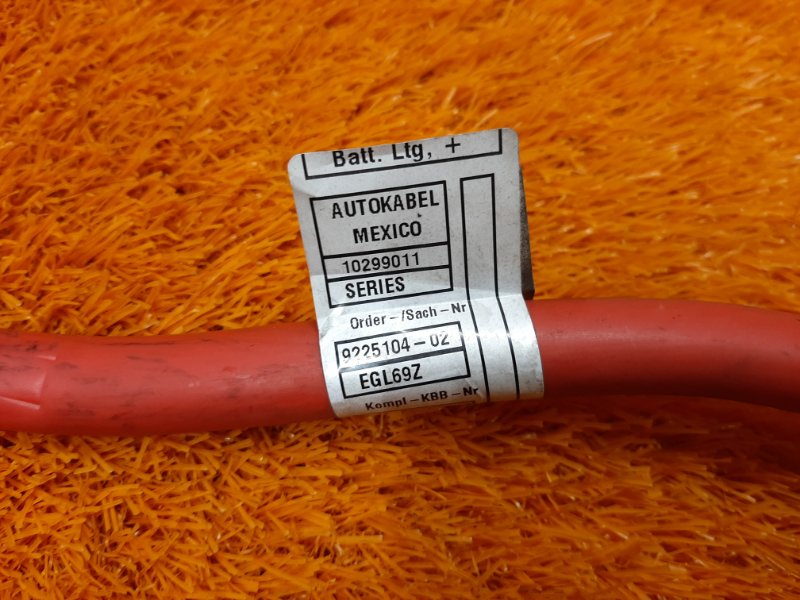 Batt. Ltg, +
AUTOKABEL
MEXICO
10299011
SERIES
Order-/Sach-Nr
9225104-02
EGL69Z
Kompl-KBB-Nr